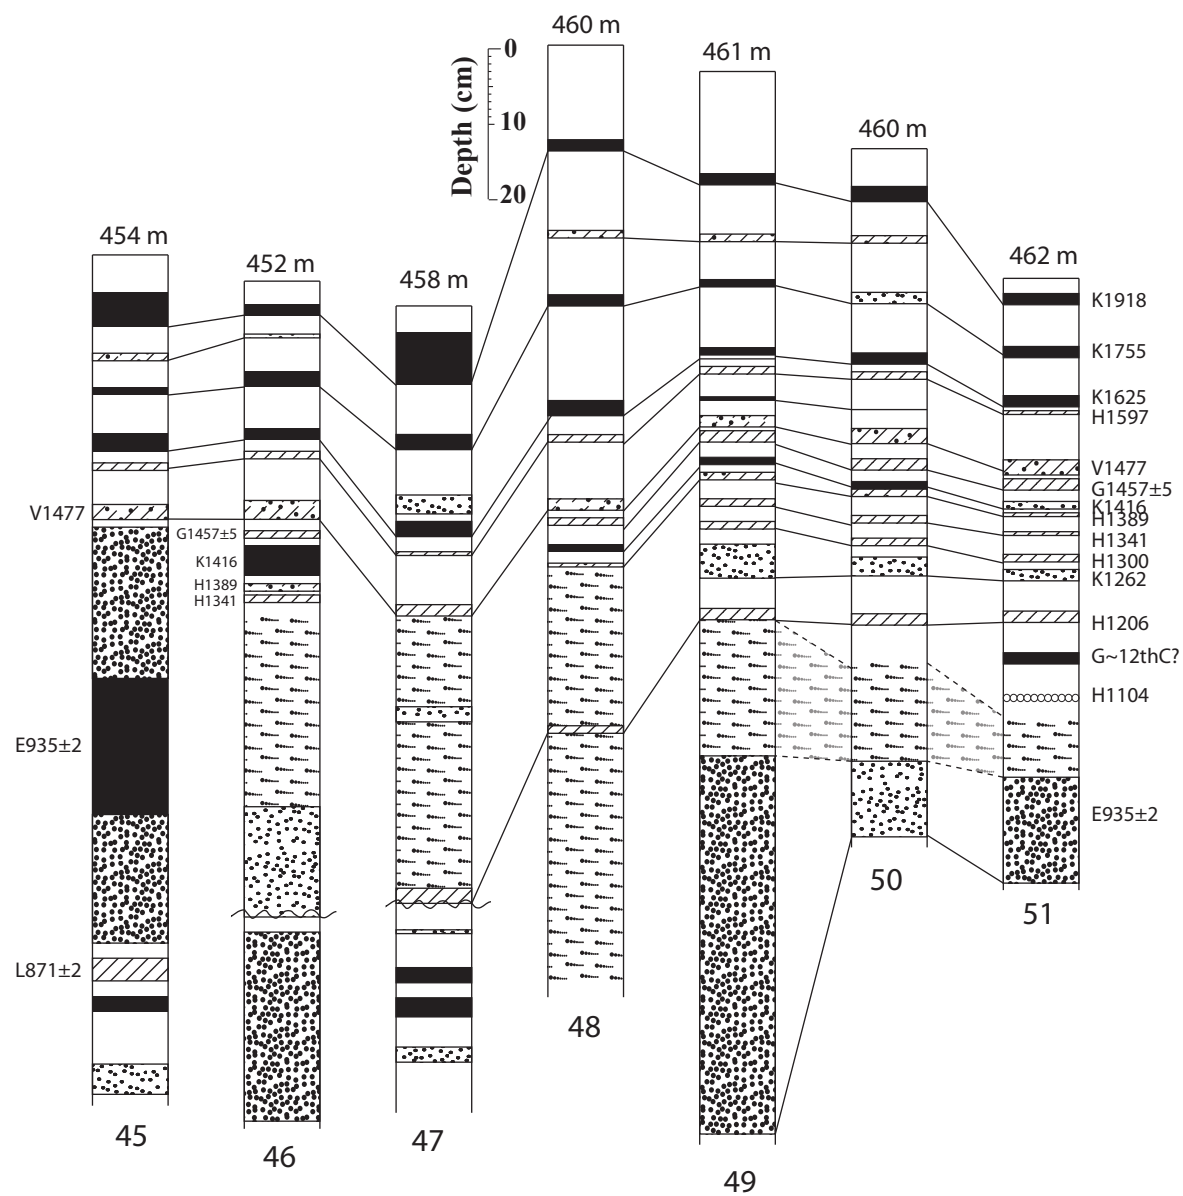 460 m
0
461 m
Depth (cm)
10
460 m
20
454 m
452 m
458 m
462 m
K1918
K1755
K1625
H1597
V1477
G1457±5
K1416
H1389
H1341
H1300
K1262
H1206
G~12thC?
H1104
E935±2
V1477
G1457±5
K1416
H1389
H1341
E935±2
L871±2
50
51
48
45
46
47
49